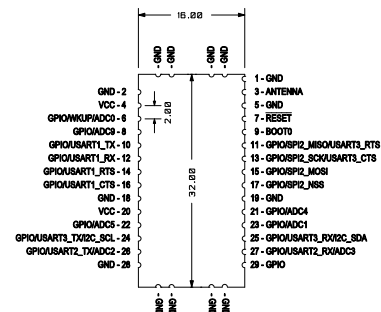 16.00
- GND
- GND
- GND
- GND
GND - 2
VCC - 4
GPIO/WKUP/ADC0 - 6
GPIO/ADC9 - 8
GPIO/USART1_TX - 10
GPIO/USART1_RX - 12
GPIO/USART1_RTS - 14
GPIO/USART1_CTS - 16
GND - 18
VCC - 20
GPIO/ADC5 - 22
GPIO/USART3_TX/I2C_SCL - 24
GPIO/USART2_TX/ADC2 - 26
GND - 28
2.00
32.00
1 - GND
3 - ANTENNA
5 - GND
7 - RESET
9 - BOOT0
11 - GPIO/SPI2_MISO/USART3_RTS
13 - GPIO/SPI2_SCK/USART3_CTS
15 - GPIO/SPI2_MOSI
17 - GPIO/SPI2_NSS
19 - GND
21 - GPIO/ADC4
23 - GPIO/ADC1
25 - GPIO/USART3_RX/I2C_SDA
27 - GPIO/USART2_RX/ADC3
29 - GPIO